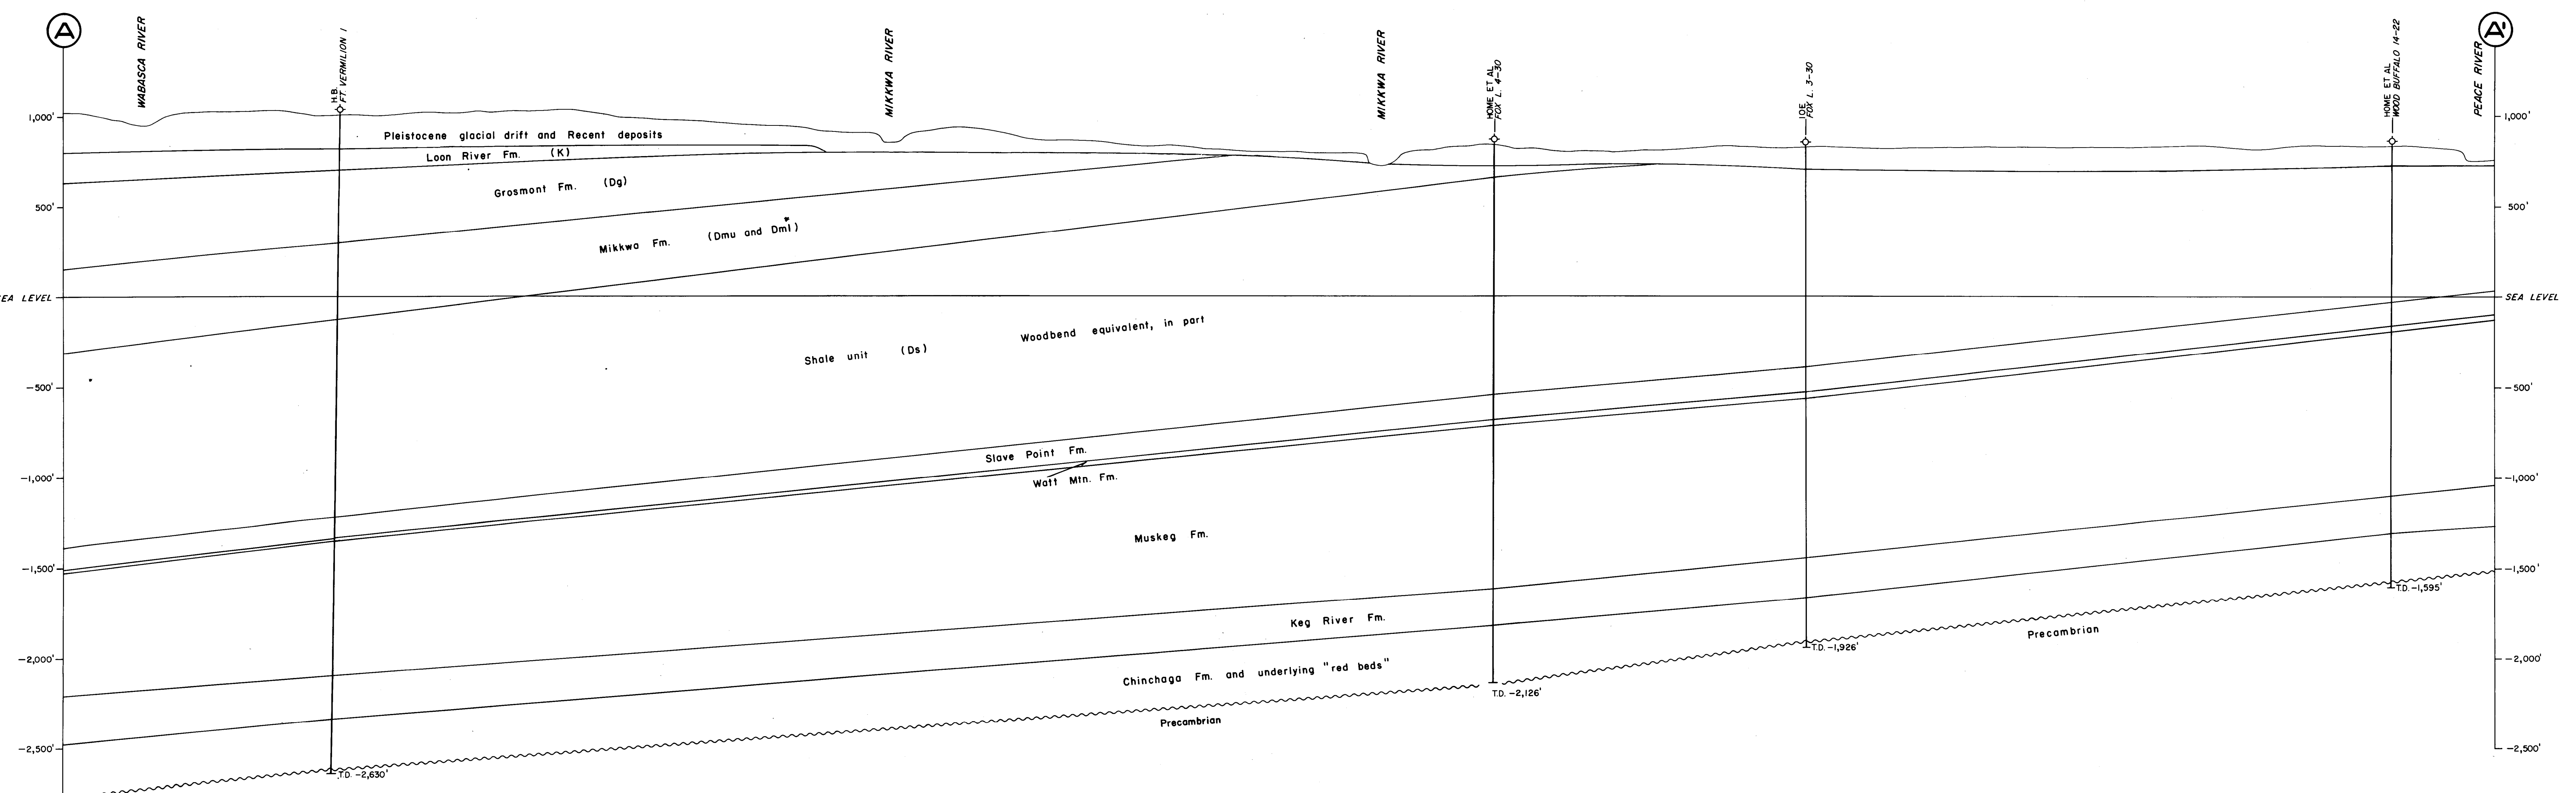 A
A'
WABASCA RIVER
H.B.
FT. VERMILION 1
MIKKWA RIVER
MIKKWA RIVER
HOME ET AL
FOX L. 4-30
IOE
FOX L. 3-30
HOME ET AL
WOOD BUFFALO 14-22
PEACE RIVER
1,000'
1,000'
Pleistocene glacial drift and Recent deposits
Loon River Fm. (K)
Grosmont Fm. (Dg)
500'
500'
Mikkwa Fm. (Dmu and Dml)
EA LEVEL
SEA LEVEL
Woodbend equivalent, in part
Shale unit (Ds)
-500'
-500'
Slave Point Fm.
Watt Mtn. Fm.
-1,000'
-1,000'
Muskeg Fm.
-1,500'
-1,500'
T.D. -1,595'
Keg River Fm.
Precambrian
T.D. -1,926'
-2,000'
-2,000'
Chinchaga Fm. and underlying "red beds"
T.D. -2,126'
Precambrian
-2,500'
-2,500'
T.D. -2,630'